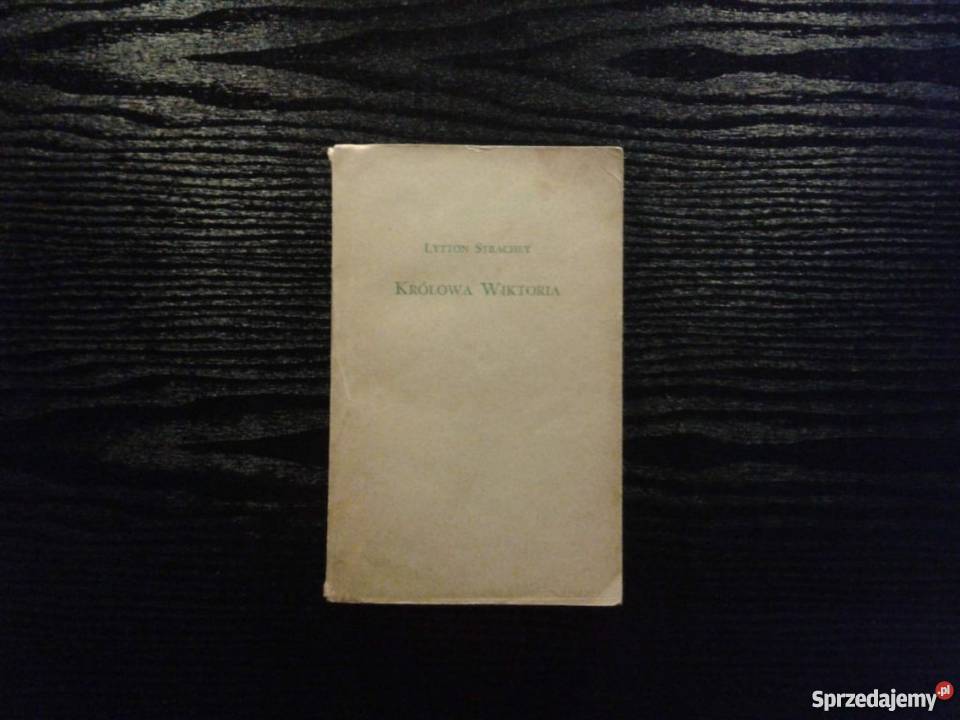 Lytton Strachey
Królowa Wiktoria
Sprzedajemy.pl